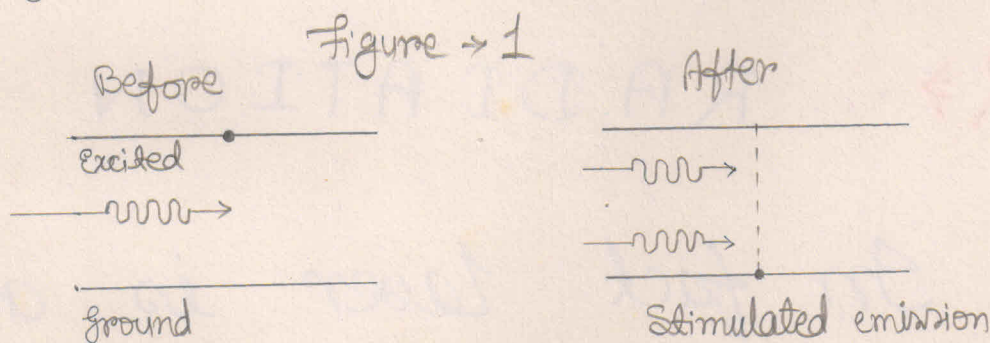 Figure → 1
Before
After
Excited
Ground
Stimulated emission